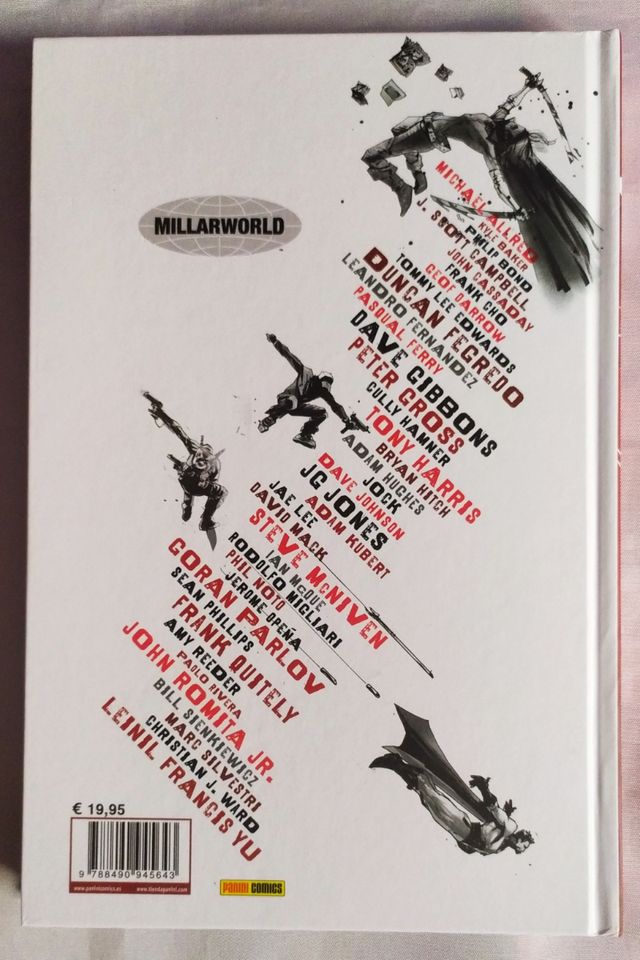 MILLARWORLD
MICHAEL ALLRED
KYLE BAKER
PHILIP BOND
J. SCOTT CAMPBELL
JOHN CASSADAY
FRANK CHO
GEOF DARROW
TOMMY LEE EDWARDS
DUNCAN FEGREDO
LEANDRO FERNANDEZ
PASQUAL FERRY
DAVE GIBBONS
PETER GROSS
CULLY HAMNER
TONY HARRIS
BRYAN HITCH
ADAM HUGHES
JOCK
DAVE JOHNSON
JG JONES
ADAM KUBERT
JAE LEE
DAVID MACK
STEVE McNIVEN
IAN McQUE
RODOLFO MIGLIARI
PHIL NOTO
JEROME OPEÑA
GORAN PARLOV
SEAN PHILLIPS
FRANK QUITELY
AMY REEDER
PAOLO RIVERA
JOHN ROMITA JR.
BILL SIENKIEWICZ
MARC SILVESTRI
CHRISTIAN J. WARD
LEINIL FRANCIS YU
€ 19,95
9 788490 945643
www.paninicomics.es www.tiendapanini.com
PANINI COMICS